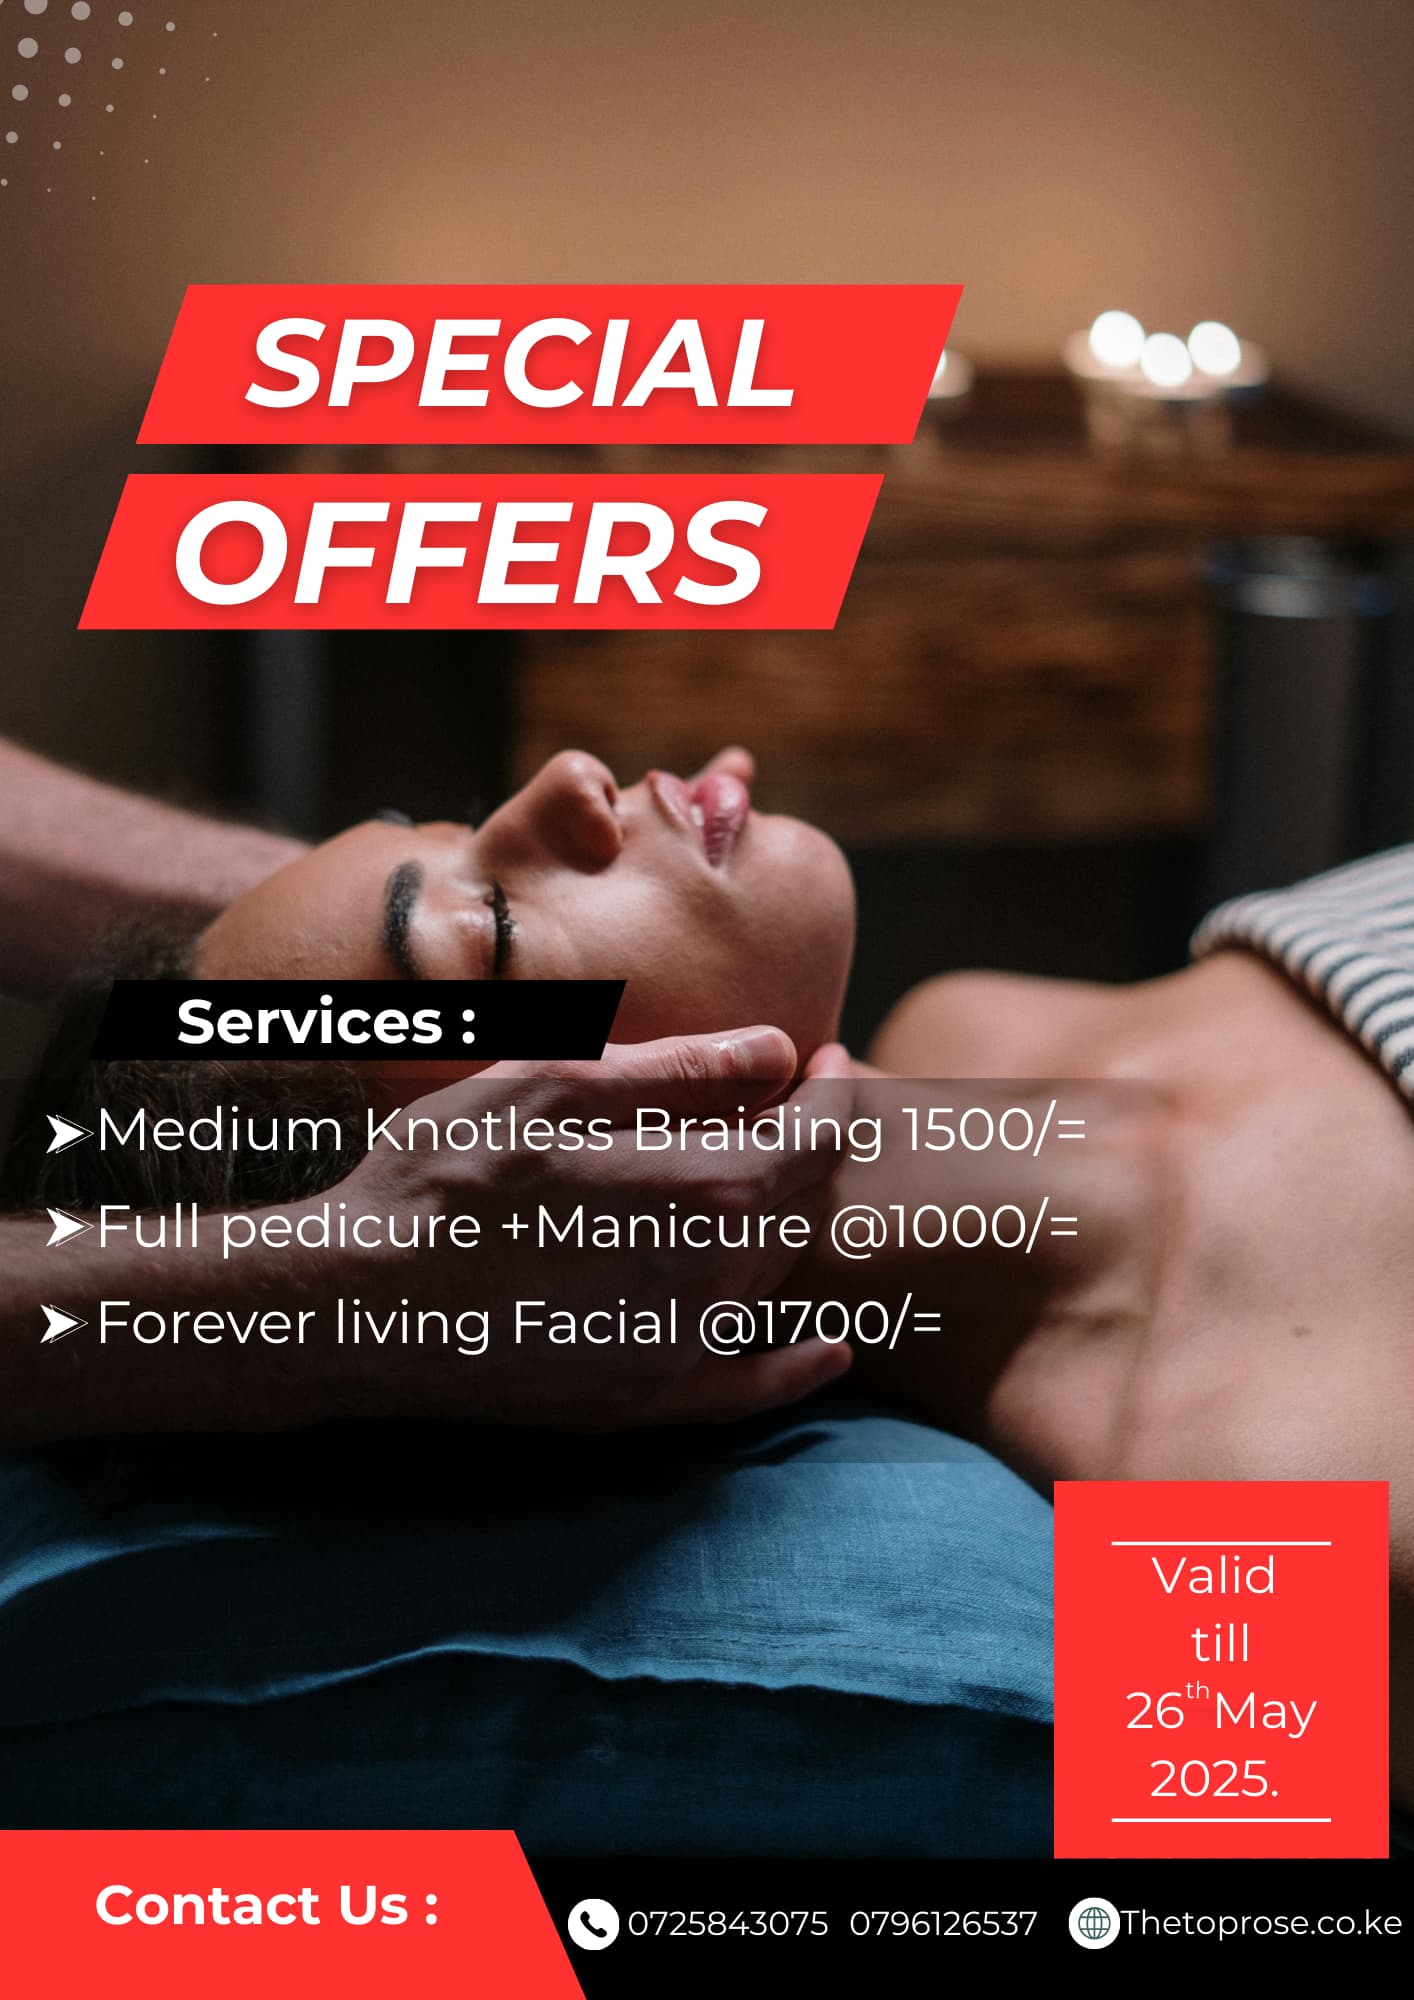 SPECIAL
OFFERS
Services :
Medium Knotless Braiding 1500/=
Full pedicure +Manicure @1000/=
Forever living Facial @1700/=
Valid
till
26th May
2025.
Contact Us :
0725843075 0796126537 Thetoprose.co.ke